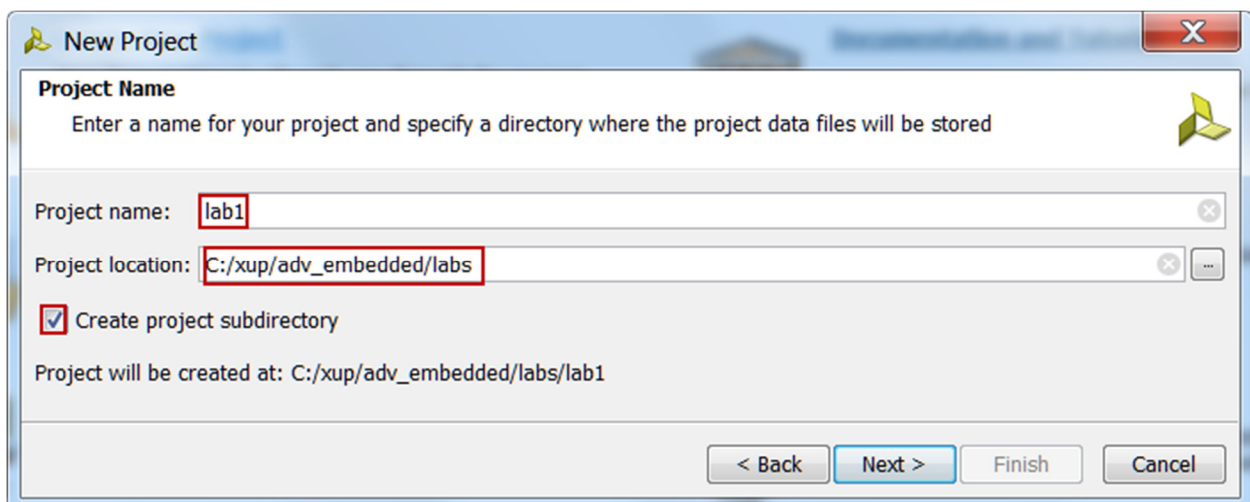 New Project
Project Name
Enter a name for your project and specify a directory where the project data files will be stored
Project name: lab1
Project location: C:/xup/adv_embedded/labs ...
Create project subdirectory
Project will be created at: C:/xup/adv_embedded/labs/lab1
< Back Next > Finish Cancel